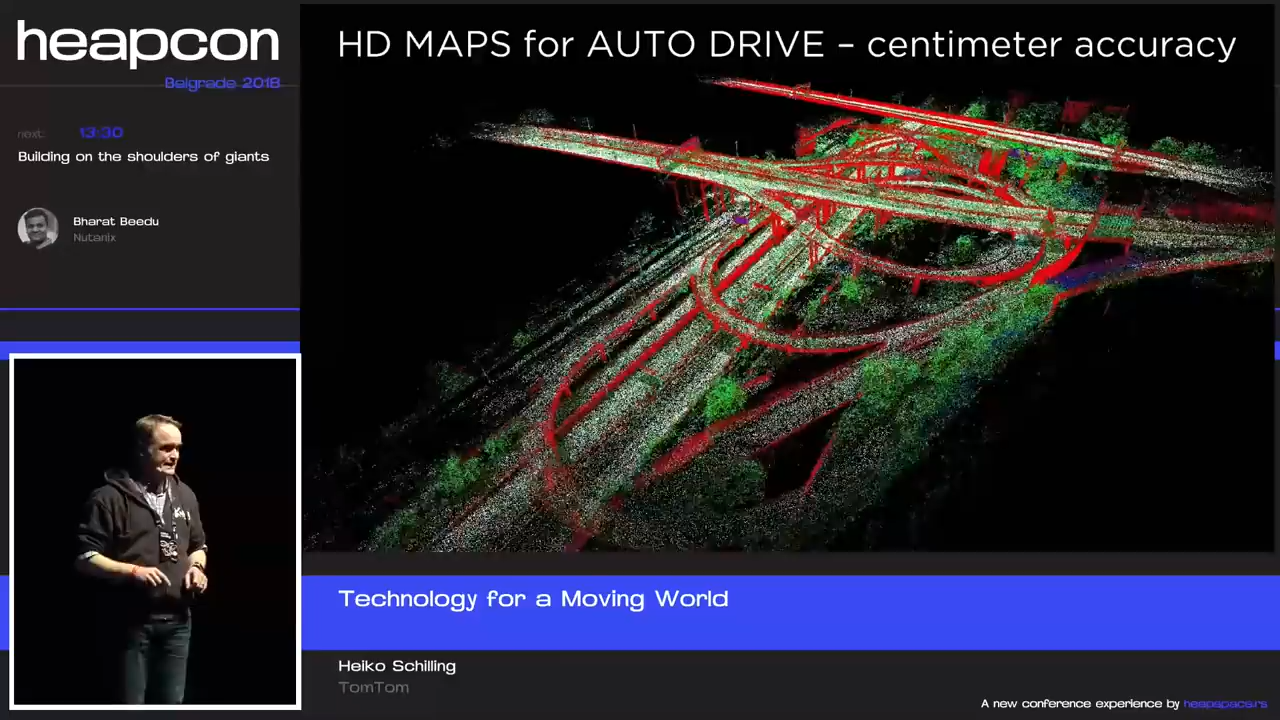 heapcon
Belgrade 2018
next: 13:30
Building on the shoulders of giants
Bharat Beedu
Nutanix
HD MAPS for AUTO DRIVE – centimeter accuracy
Technology for a Moving World
Heiko Schilling
TomTom
A new conference experience by heapspace.rs